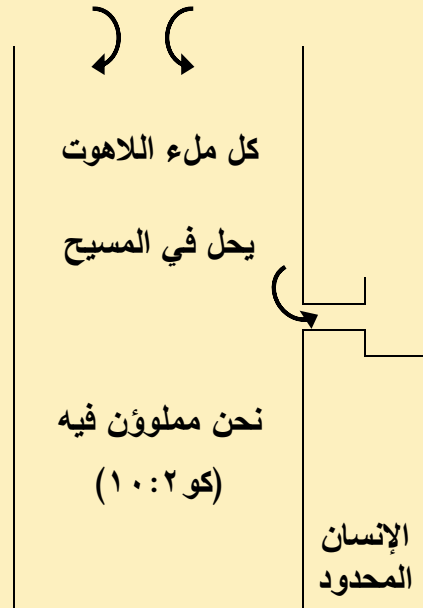 كل ملء اللاهوت
يحل في المسيح
نحن مملوؤن فيه
(كو٢:١٠)
الإنسان
المحدود